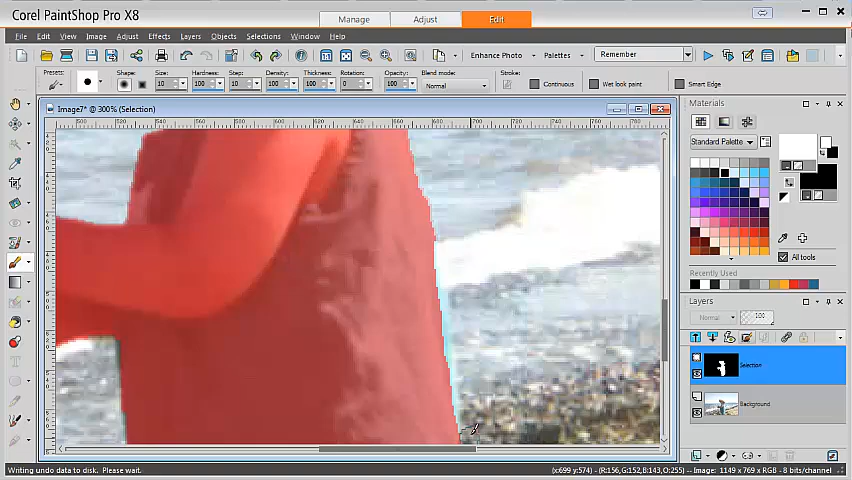 Corel PaintShop Pro X8
Manage
Adjust
Edit
File Edit View Image Adjust Effects Layers Objects Selections Window Help
Enhance Photo
Palettes
Remember
Presets: Shape: Size: Hardness: Step: Density: Thickness: Rotation: Opacity: Blend mode: Stroke:
10 100 10 100 100 0 100 Normal
Continuous
Wet look paint
Smart Edge
Image7* @ 300% (Selection)
Materials
Standard Palette
All tools
Recently Used
Layers
Normal 100
Selection
Background
Writing undo data to disk. Please wait.
(x:699 y:574) - (R:156,G:152,B:143,O:255) -- Image: 1149 x 769 x RGB - 8 bits/channel